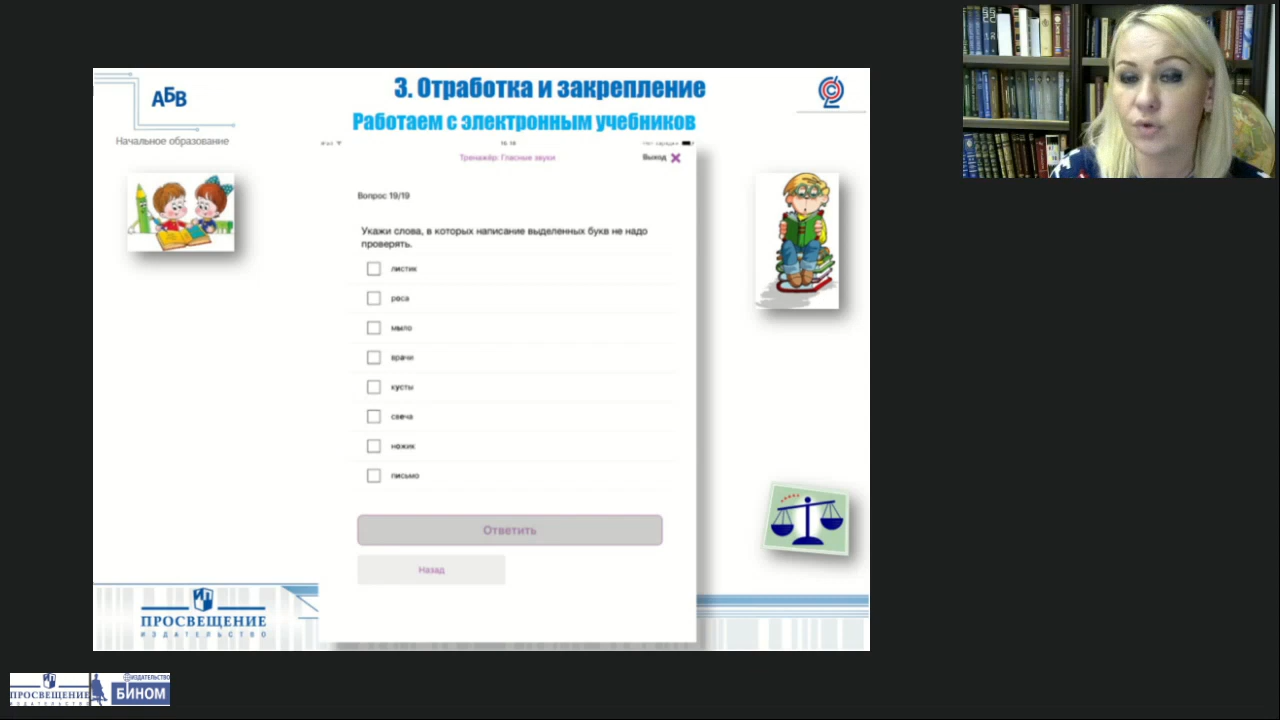 АБВ
Начальное образование
3. Отработка и закрепление
Работаем с электронным учебников
Тренажёр: Гласные звуки
Выход
Вопрос 19/19
Укажи слова, в которых написание выделенных букв не надо
проверять.
листик
роса
мыло
врачи
кусты
свеча
ножик
письмо
Ответить
Назад
ПРОСВЕЩЕНИЕ
ИЗДАТЕЛЬСТВО
ПРОСВЕЩЕНИЕ
ИЗДАТЕЛЬСТВО
БИНОМ